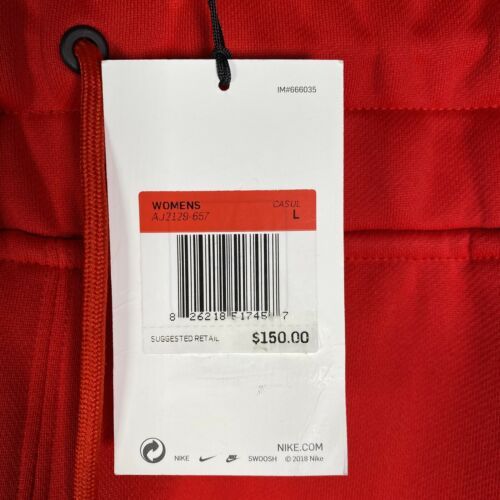 IM#666035
WOMENS CASUL
AJ2129-657 L
8 26218 51745 7
SUGGESTED RETAIL $150.00
NIKE.COM
NIKE SWOOSH © 2018 Nike